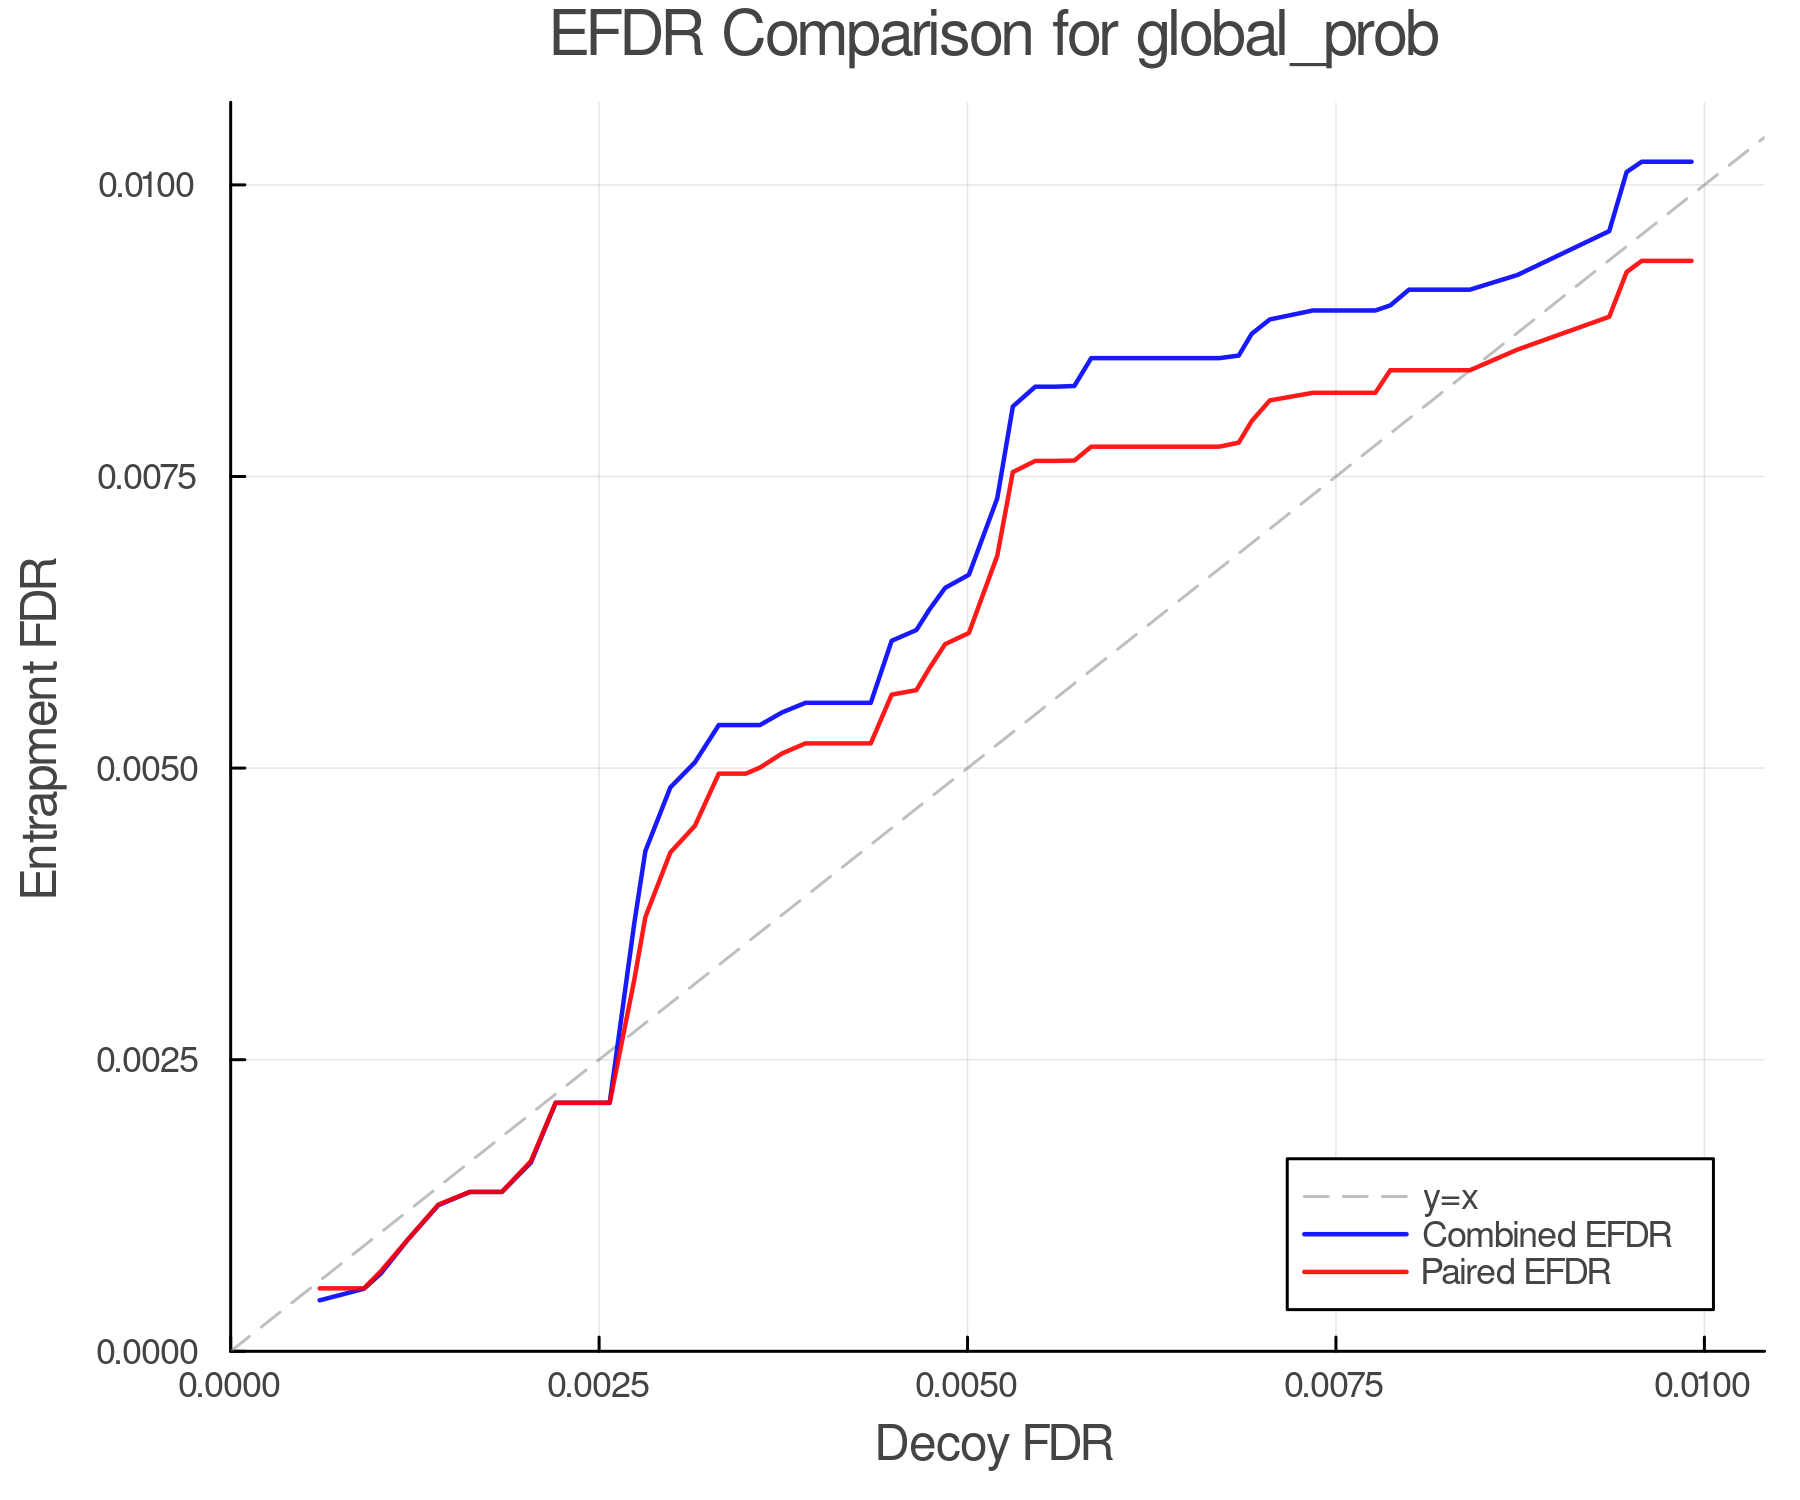 EFDR Comparison for global_prob
0.0100
0.0075
0.0050
0.0025
0.0000
Entrapment FDR
0.0000 0.0025 0.0050 0.0075 0.0100
Decoy FDR
y=x
Combined EFDR
Paired EFDR